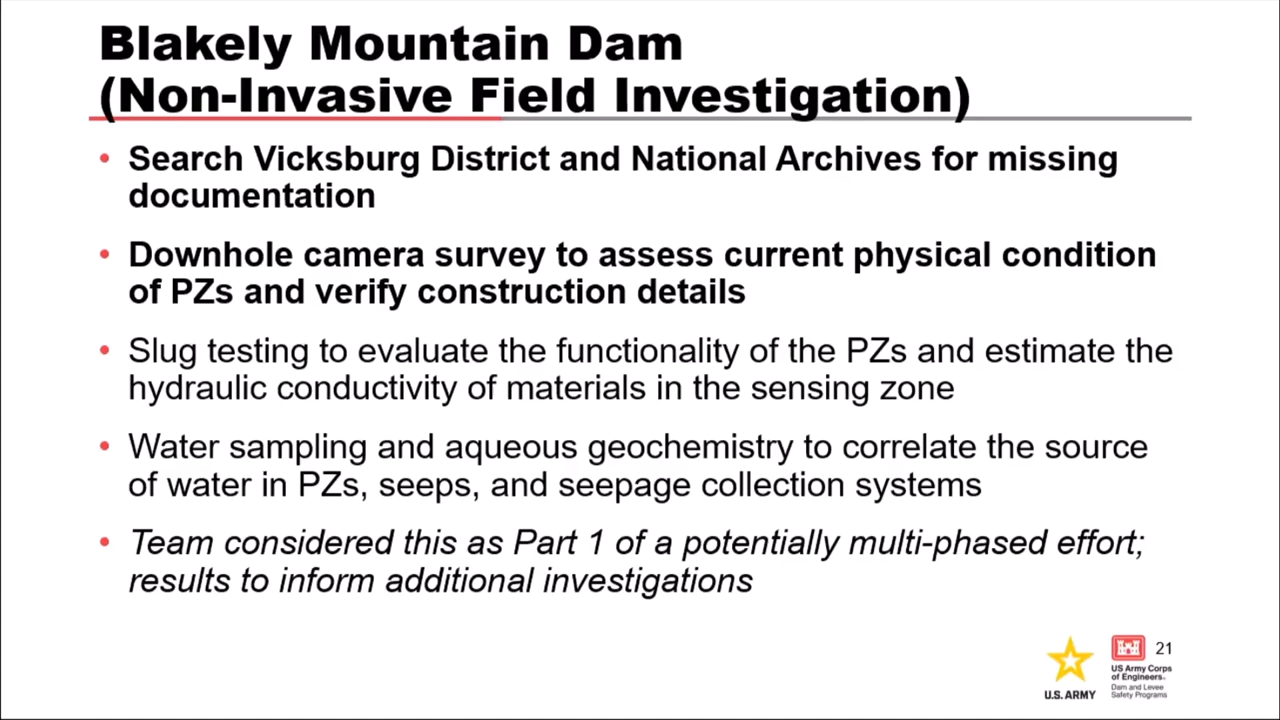 Blakely Mountain Dam
(Non-Invasive Field Investigation)
• Search Vicksburg District and National Archives for missing
documentation
• Downhole camera survey to assess current physical condition
of PZs and verify construction details
• Slug testing to evaluate the functionality of the PZs and estimate the
hydraulic conductivity of materials in the sensing zone
• Water sampling and aqueous geochemistry to correlate the source
of water in PZs, seeps, and seepage collection systems
• Team considered this as Part 1 of a potentially multi-phased effort;
results to inform additional investigations
U.S. ARMY
US Army Corps
of Engineers®
Dam and Levee
Safety Programs
21